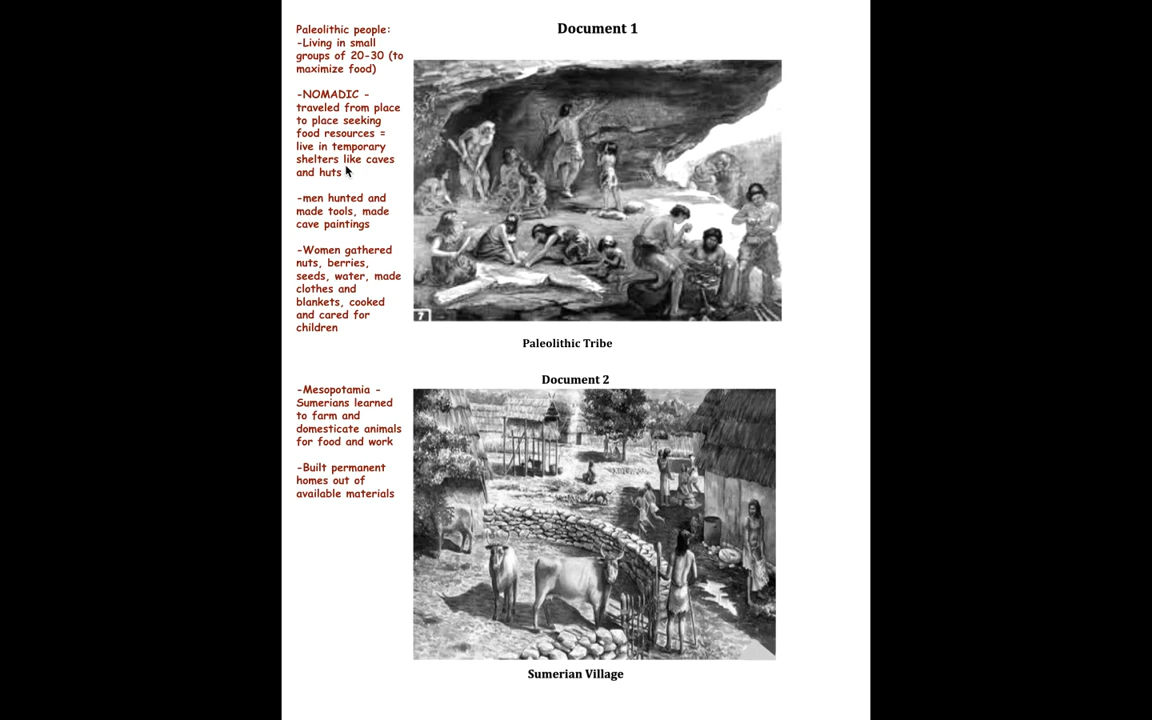 Document 1
Paleolithic people:
-Living in small
groups of 20-30 (to
maximize food)
-NOMADIC -
traveled from place
to place seeking
food resources =
live in temporary
shelters like caves
and huts
-men hunted and
made tools, made
cave paintings
-Women gathered
nuts, berries,
seeds, water, made
clothes and
blankets, cooked
and cared for
children
7
Paleolithic Tribe
Document 2
-Mesopotamia -
Sumerians learned
to farm and
domesticate animals
for food and work
-Built permanent
homes out of
available materials
Sumerian Village